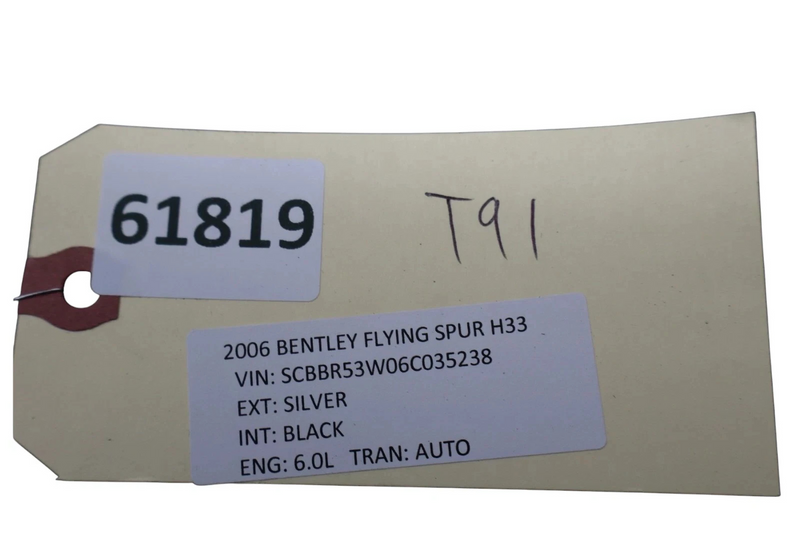 61819
T91
2006 BENTLEY FLYING SPUR H33
VIN: SCBBR53W06C035238
EXT: SILVER
INT: BLACK
ENG: 6.0L TRAN: AUTO